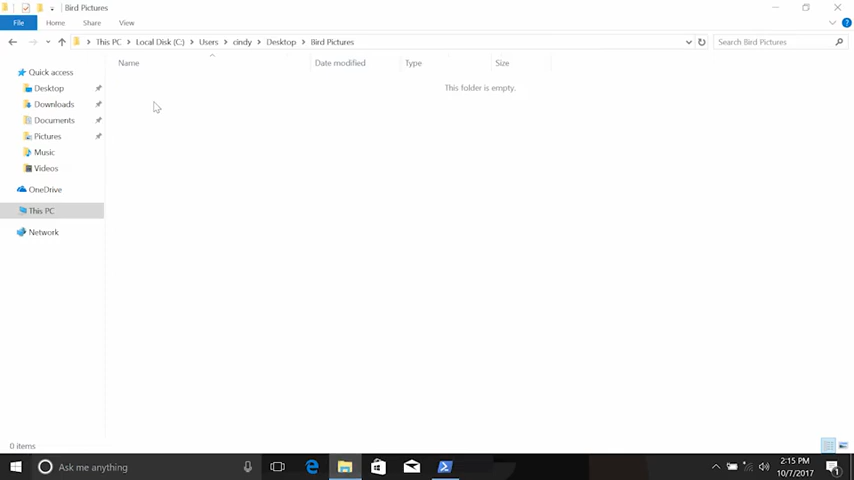 Bird Pictures
File Home Share View
This PC Local Disk (C:) Users cindy Desktop Bird Pictures Search Bird Pictures
Name Date modified Type Size
This folder is empty.
Quick access
Desktop
Downloads
Documents
Pictures
Music
Videos
OneDrive
This PC
Network
0 items
Ask me anything
2:15 PM
10/7/2017
1